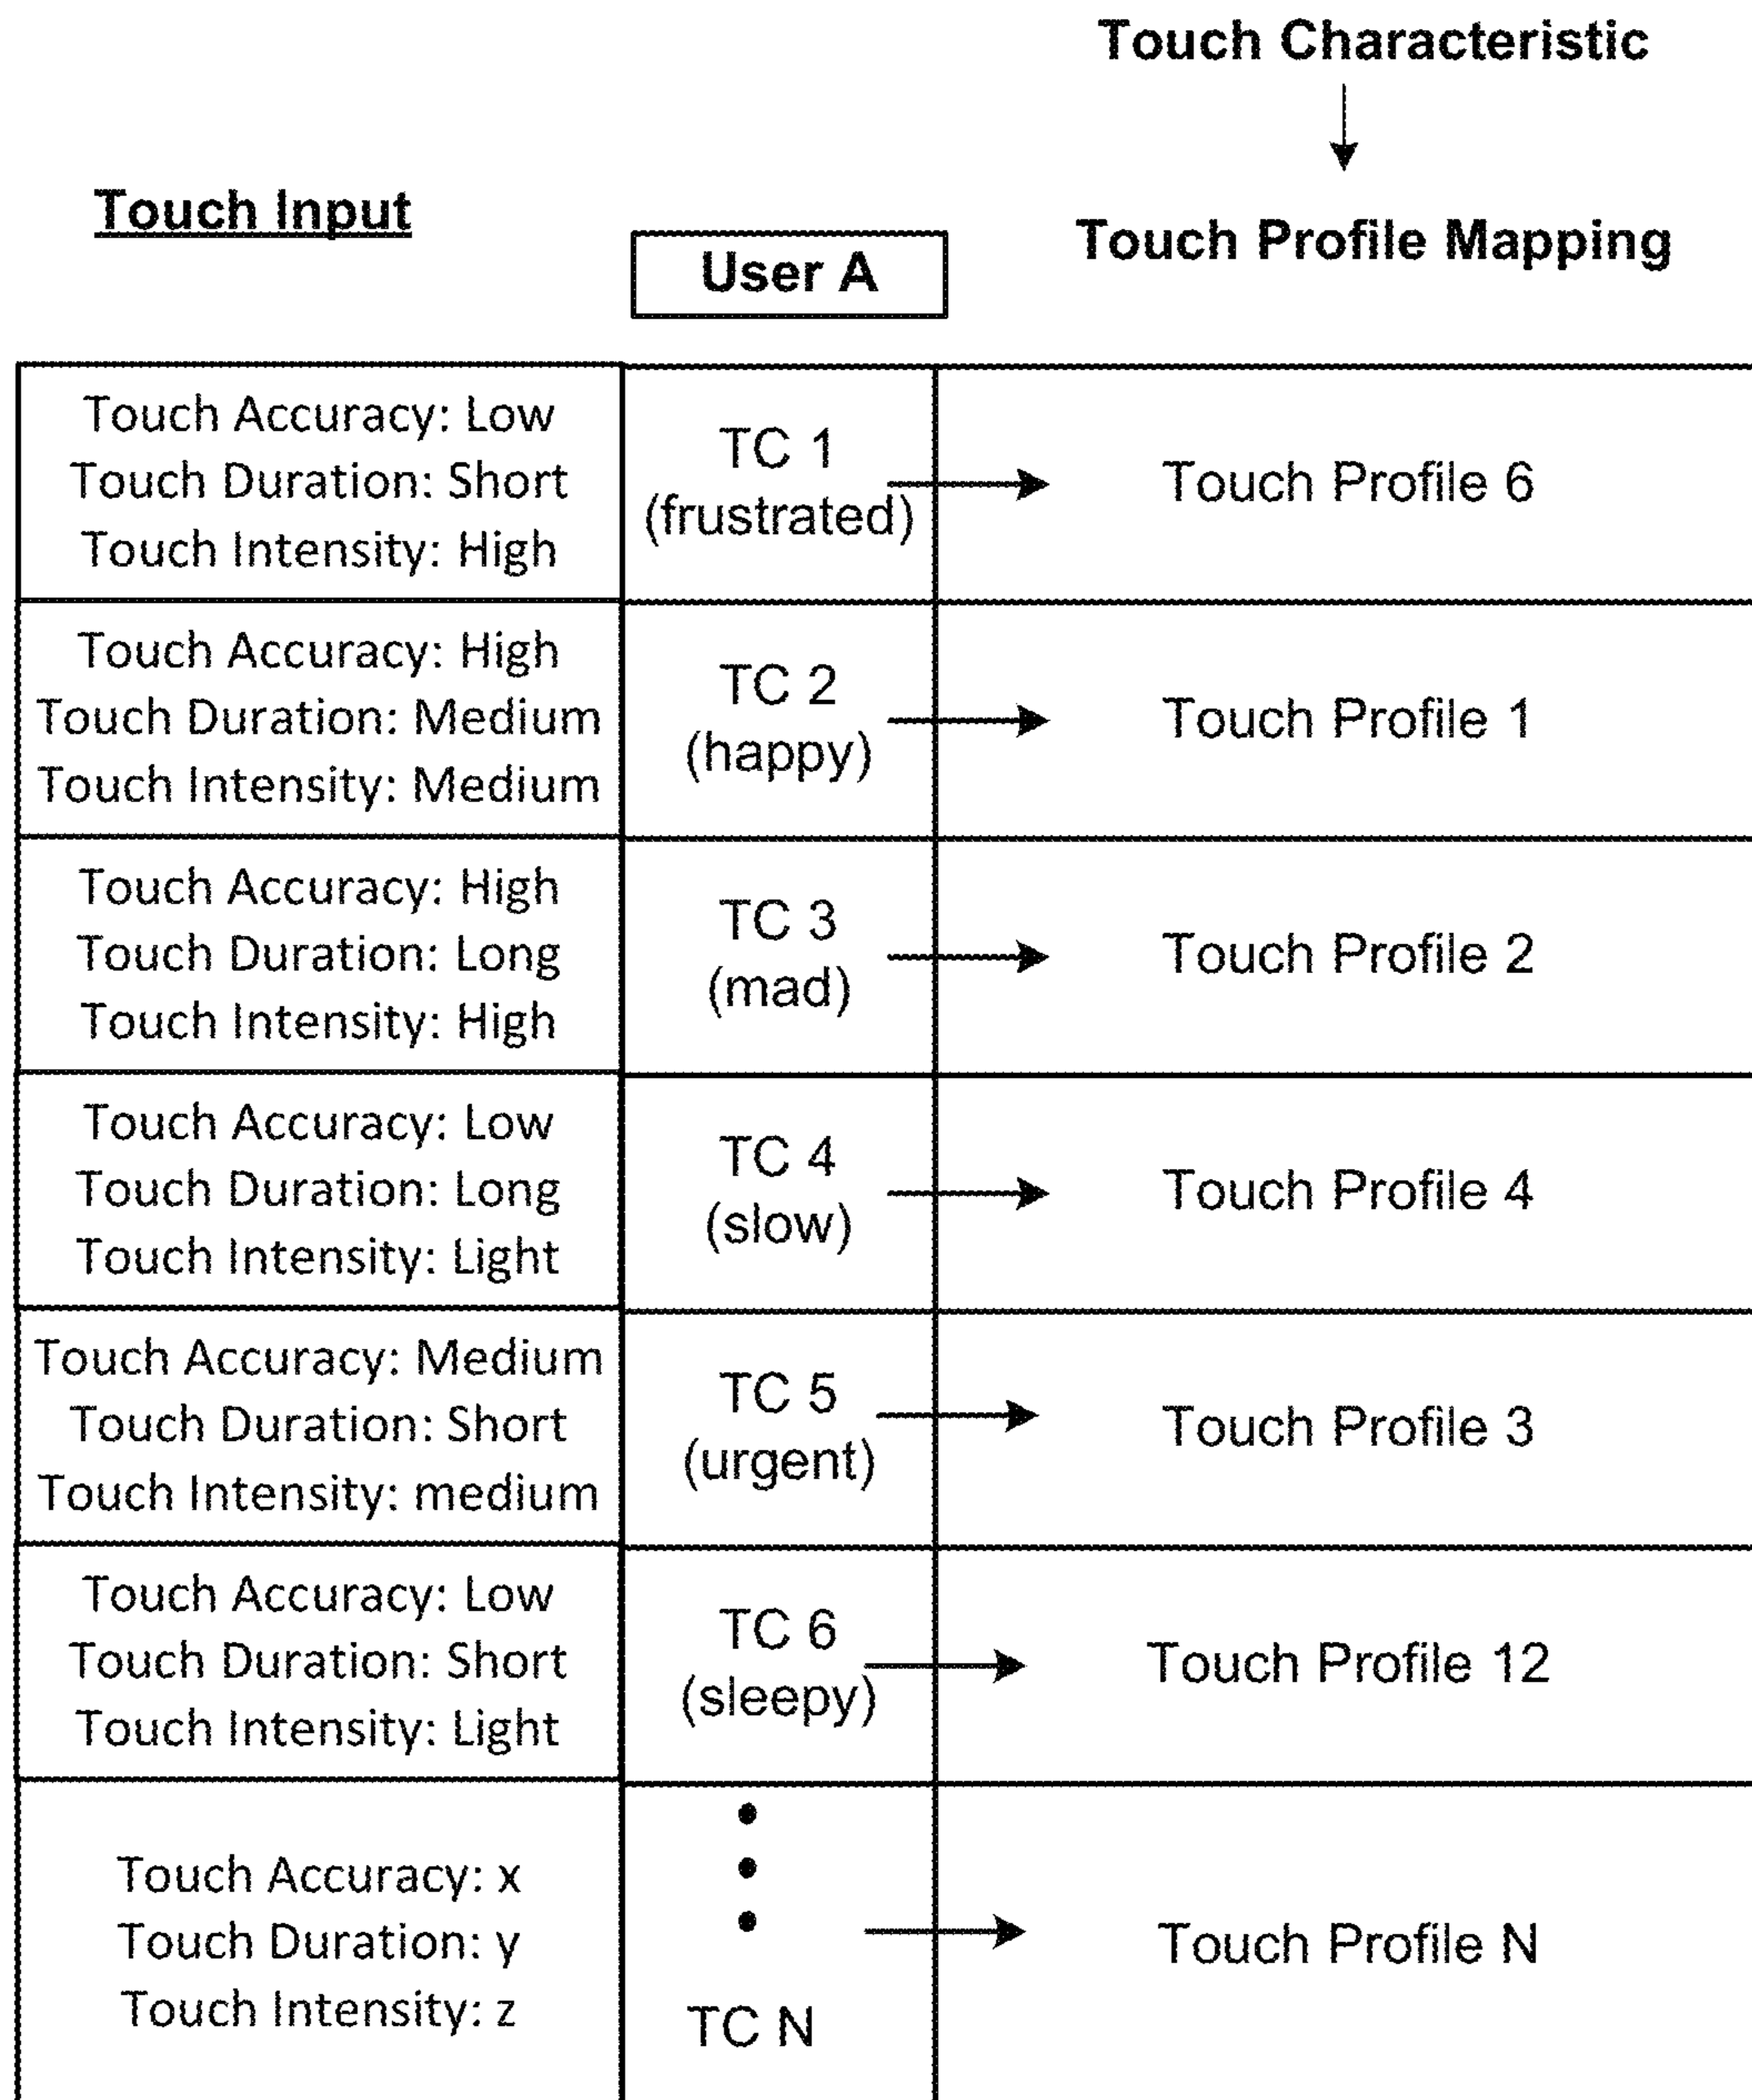 Touch Characteristic
Touch Input
User A
Touch Profile Mapping
Touch Accuracy: Low
Touch Duration: Short
Touch Intensity: High
TC 1
(frustrated)
Touch Profile 6
Touch Accuracy: High
Touch Duration: Medium
Touch Intensity: Medium
TC 2
(happy)
Touch Profile 1
Touch Accuracy: High
Touch Duration: Long
Touch Intensity: High
TC 3
(mad)
Touch Profile 2
Touch Accuracy: Low
Touch Duration: Long
Touch Intensity: Light
TC 4
(slow)
Touch Profile 4
Touch Accuracy: Medium
Touch Duration: Short
Touch Intensity: medium
TC 5
(urgent)
Touch Profile 3
Touch Accuracy: Low
Touch Duration: Short
Touch Intensity: Light
TC 6
(sleepy)
Touch Profile 12
Touch Accuracy: x
Touch Duration: y
Touch Intensity: z
TC N
Touch Profile N